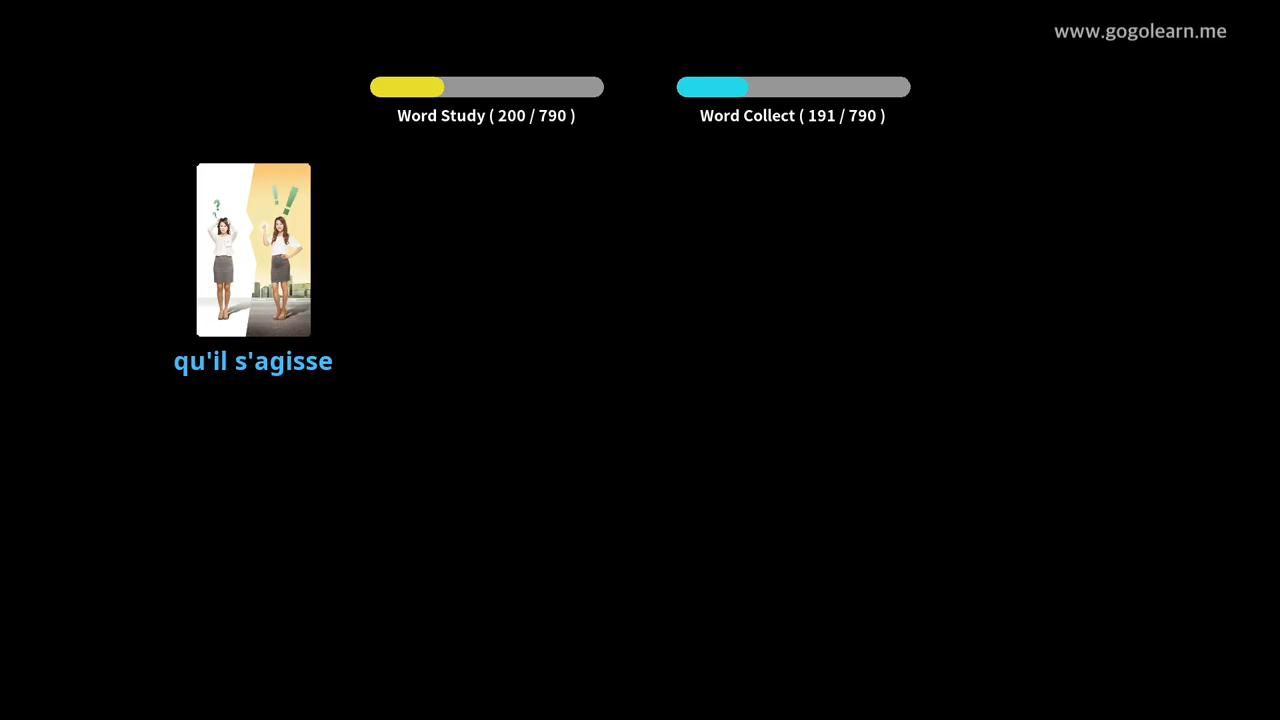 www.gogolearn.me
Word Study ( 200 / 790 )
Word Collect ( 191 / 790 )
? ? !!
qu'il s'agisse